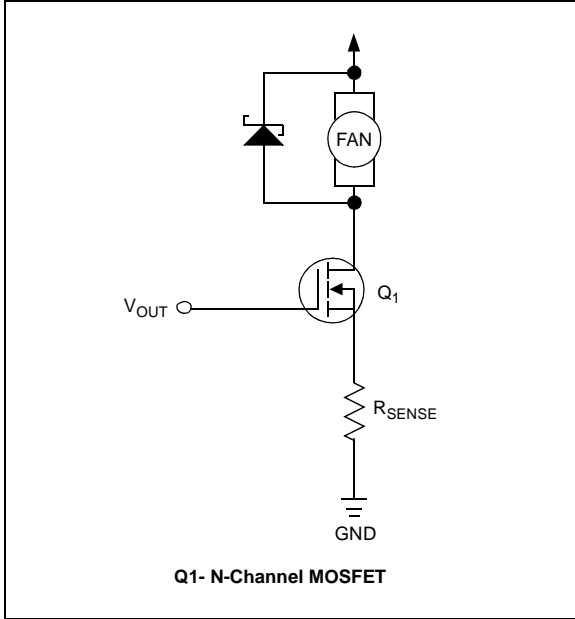 FAN
Q1
VOUT
RSENSE
GND
Q1- N-Channel MOSFET